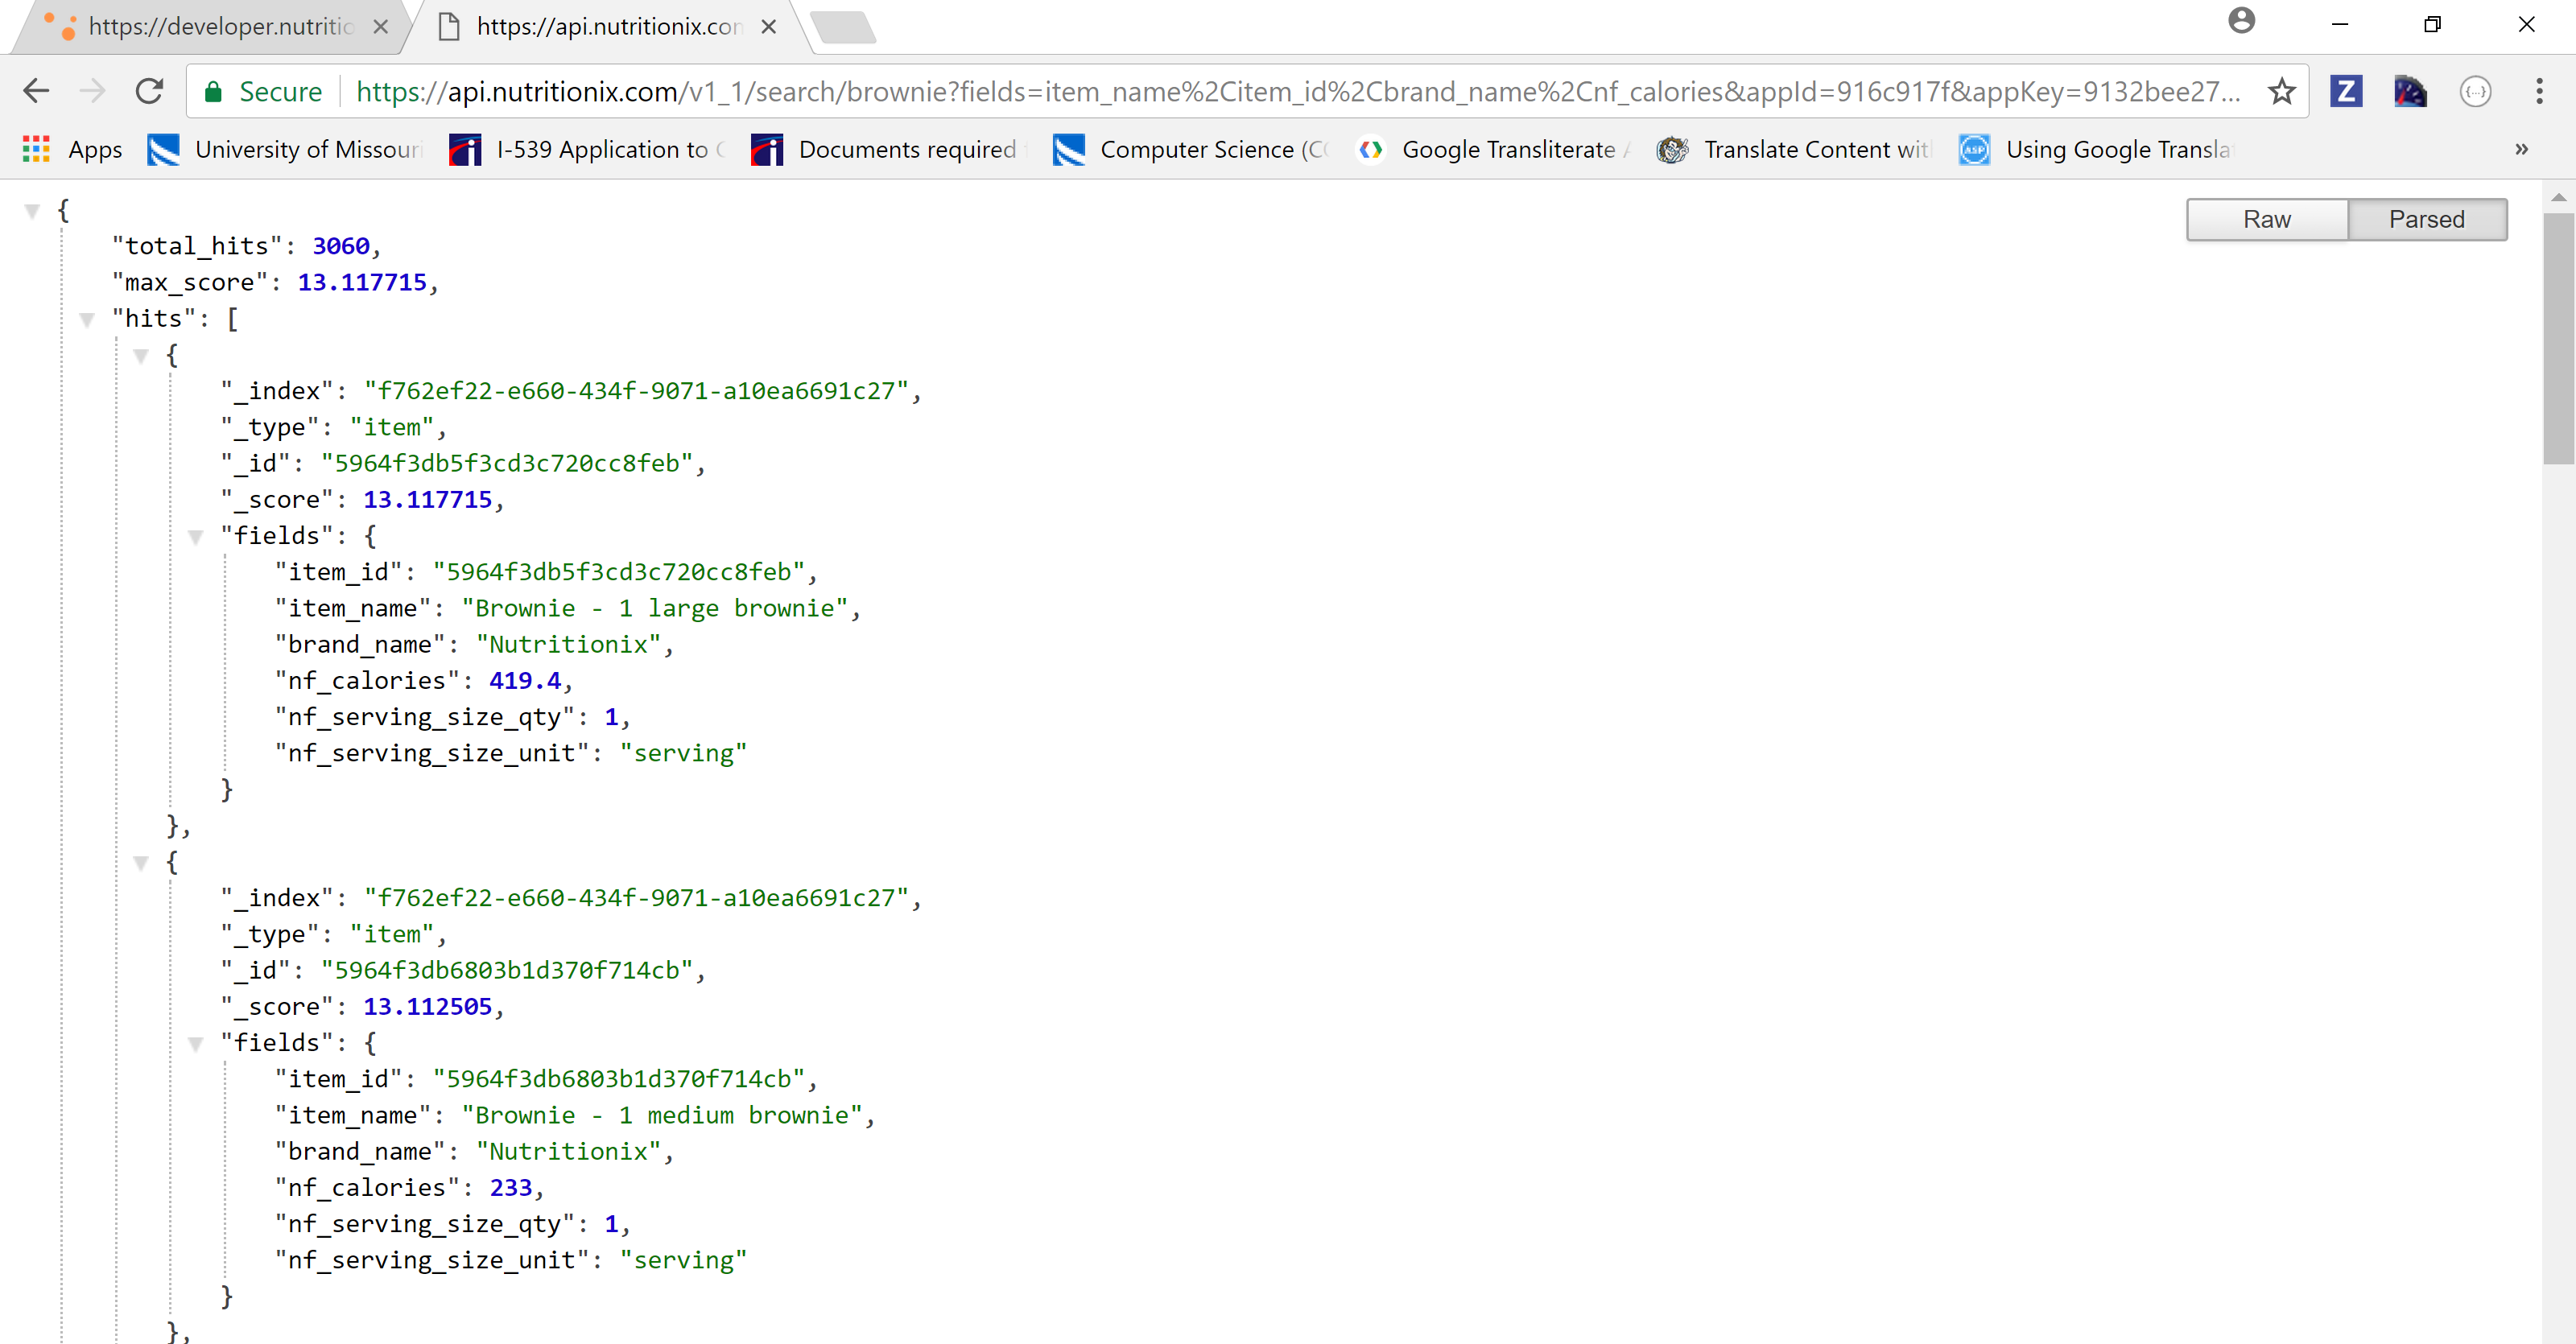 https://developer.nutritic
https://api.nutritionix.con
Secure https://api.nutritionix.com/v1_1/search/brownie?fields=item_name%2Citem_id%2Cbrand_name%2Cnf_calories&appId=916c917f&appKey=9132bee27...
Apps University of Missouri I-539 Application to Documents required Computer Science (C Google Transliterate Translate Content wit Using Google Transla »
Raw Parsed
{
"total_hits": 3060,
"max_score": 13.117715,
"hits": [
{
"_index": "f762ef22-e660-434f-9071-a10ea6691c27",
"_type": "item",
"_id": "5964f3db5f3cd3c720cc8feb",
"_score": 13.117715,
"fields": {
"item_id": "5964f3db5f3cd3c720cc8feb",
"item_name": "Brownie - 1 large brownie",
"brand_name": "Nutritionix",
"nf_calories": 419.4,
"nf_serving_size_qty": 1,
"nf_serving_size_unit": "serving"
}
},
{
"_index": "f762ef22-e660-434f-9071-a10ea6691c27",
"_type": "item",
"_id": "5964f3db6803b1d370f714cb",
"_score": 13.112505,
"fields": {
"item_id": "5964f3db6803b1d370f714cb",
"item_name": "Brownie - 1 medium brownie",
"brand_name": "Nutritionix",
"nf_calories": 233,
"nf_serving_size_qty": 1,
"nf_serving_size_unit": "serving"
}
},